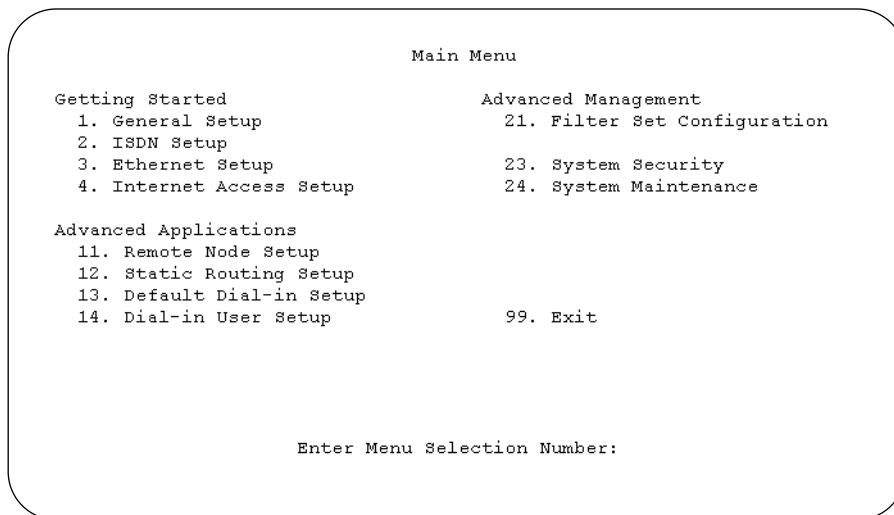 Main Menu
Getting Started Advanced Management
1. General Setup 21. Filter Set Configuration
2. ISDN Setup
3. Ethernet Setup 23. System Security
4. Internet Access Setup 24. System Maintenance
Advanced Applications
11. Remote Node Setup
12. Static Routing Setup
13. Default Dial-in Setup
14. Dial-in User Setup 99. Exit
Enter Menu Selection Number: